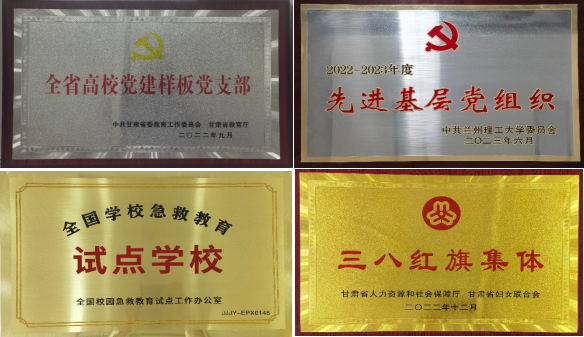 全省高校党建样板党支部
中共甘肃省委教育工作委员会 甘肃省教育厅
二〇二二年九月
2022-2023年度
先进基层党组织
中共兰州理工大学委员会
二〇二三年六月
全国学校急救教育
试点学校
全国校园急救教育试点工作办公室
JJJY-EPX0145
三八红旗集体
甘肃省人力资源和社会保障厅 甘肃省妇女联合会
二〇二二年十二月